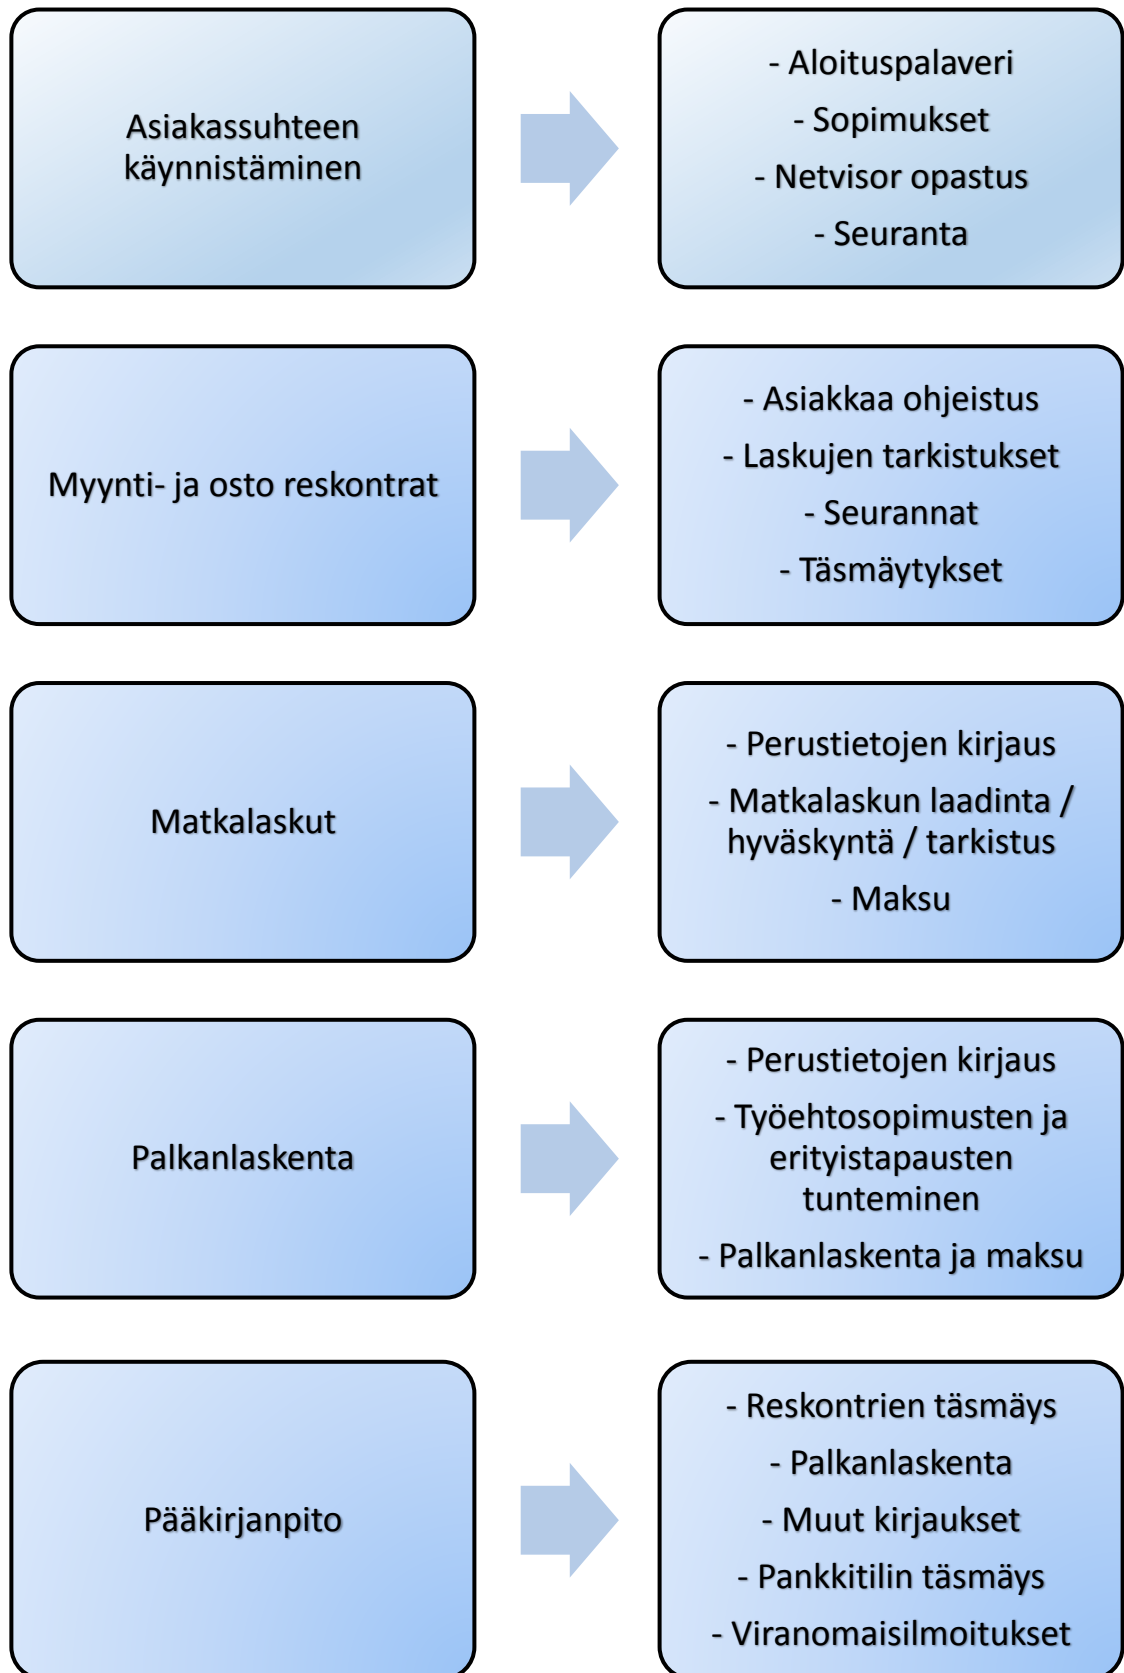 Asiakassuhteen
käynnistäminen
- Aloituspalaveri
- Sopimukset
- Netvisor opastus
- Seuranta
Myynti- ja osto reskontrat
- Asiakkaa ohjeistus
- Laskujen tarkistukset
- Seurannat
- Täsmäytykset
Matkalaskut
- Perustietojen kirjaus
- Matkalaskun laadinta /
hyväskyntä / tarkistus
- Maksu
Palkanlaskenta
- Perustietojen kirjaus
- Työehtosopimusten ja
erityistapausten
tunteminen
- Palkanlaskenta ja maksu
Pääkirjanpito
- Reskontrien täsmäys
- Palkanlaskenta
- Muut kirjaukset
- Pankkitilin täsmäys
- Viranomaisilmoitukset